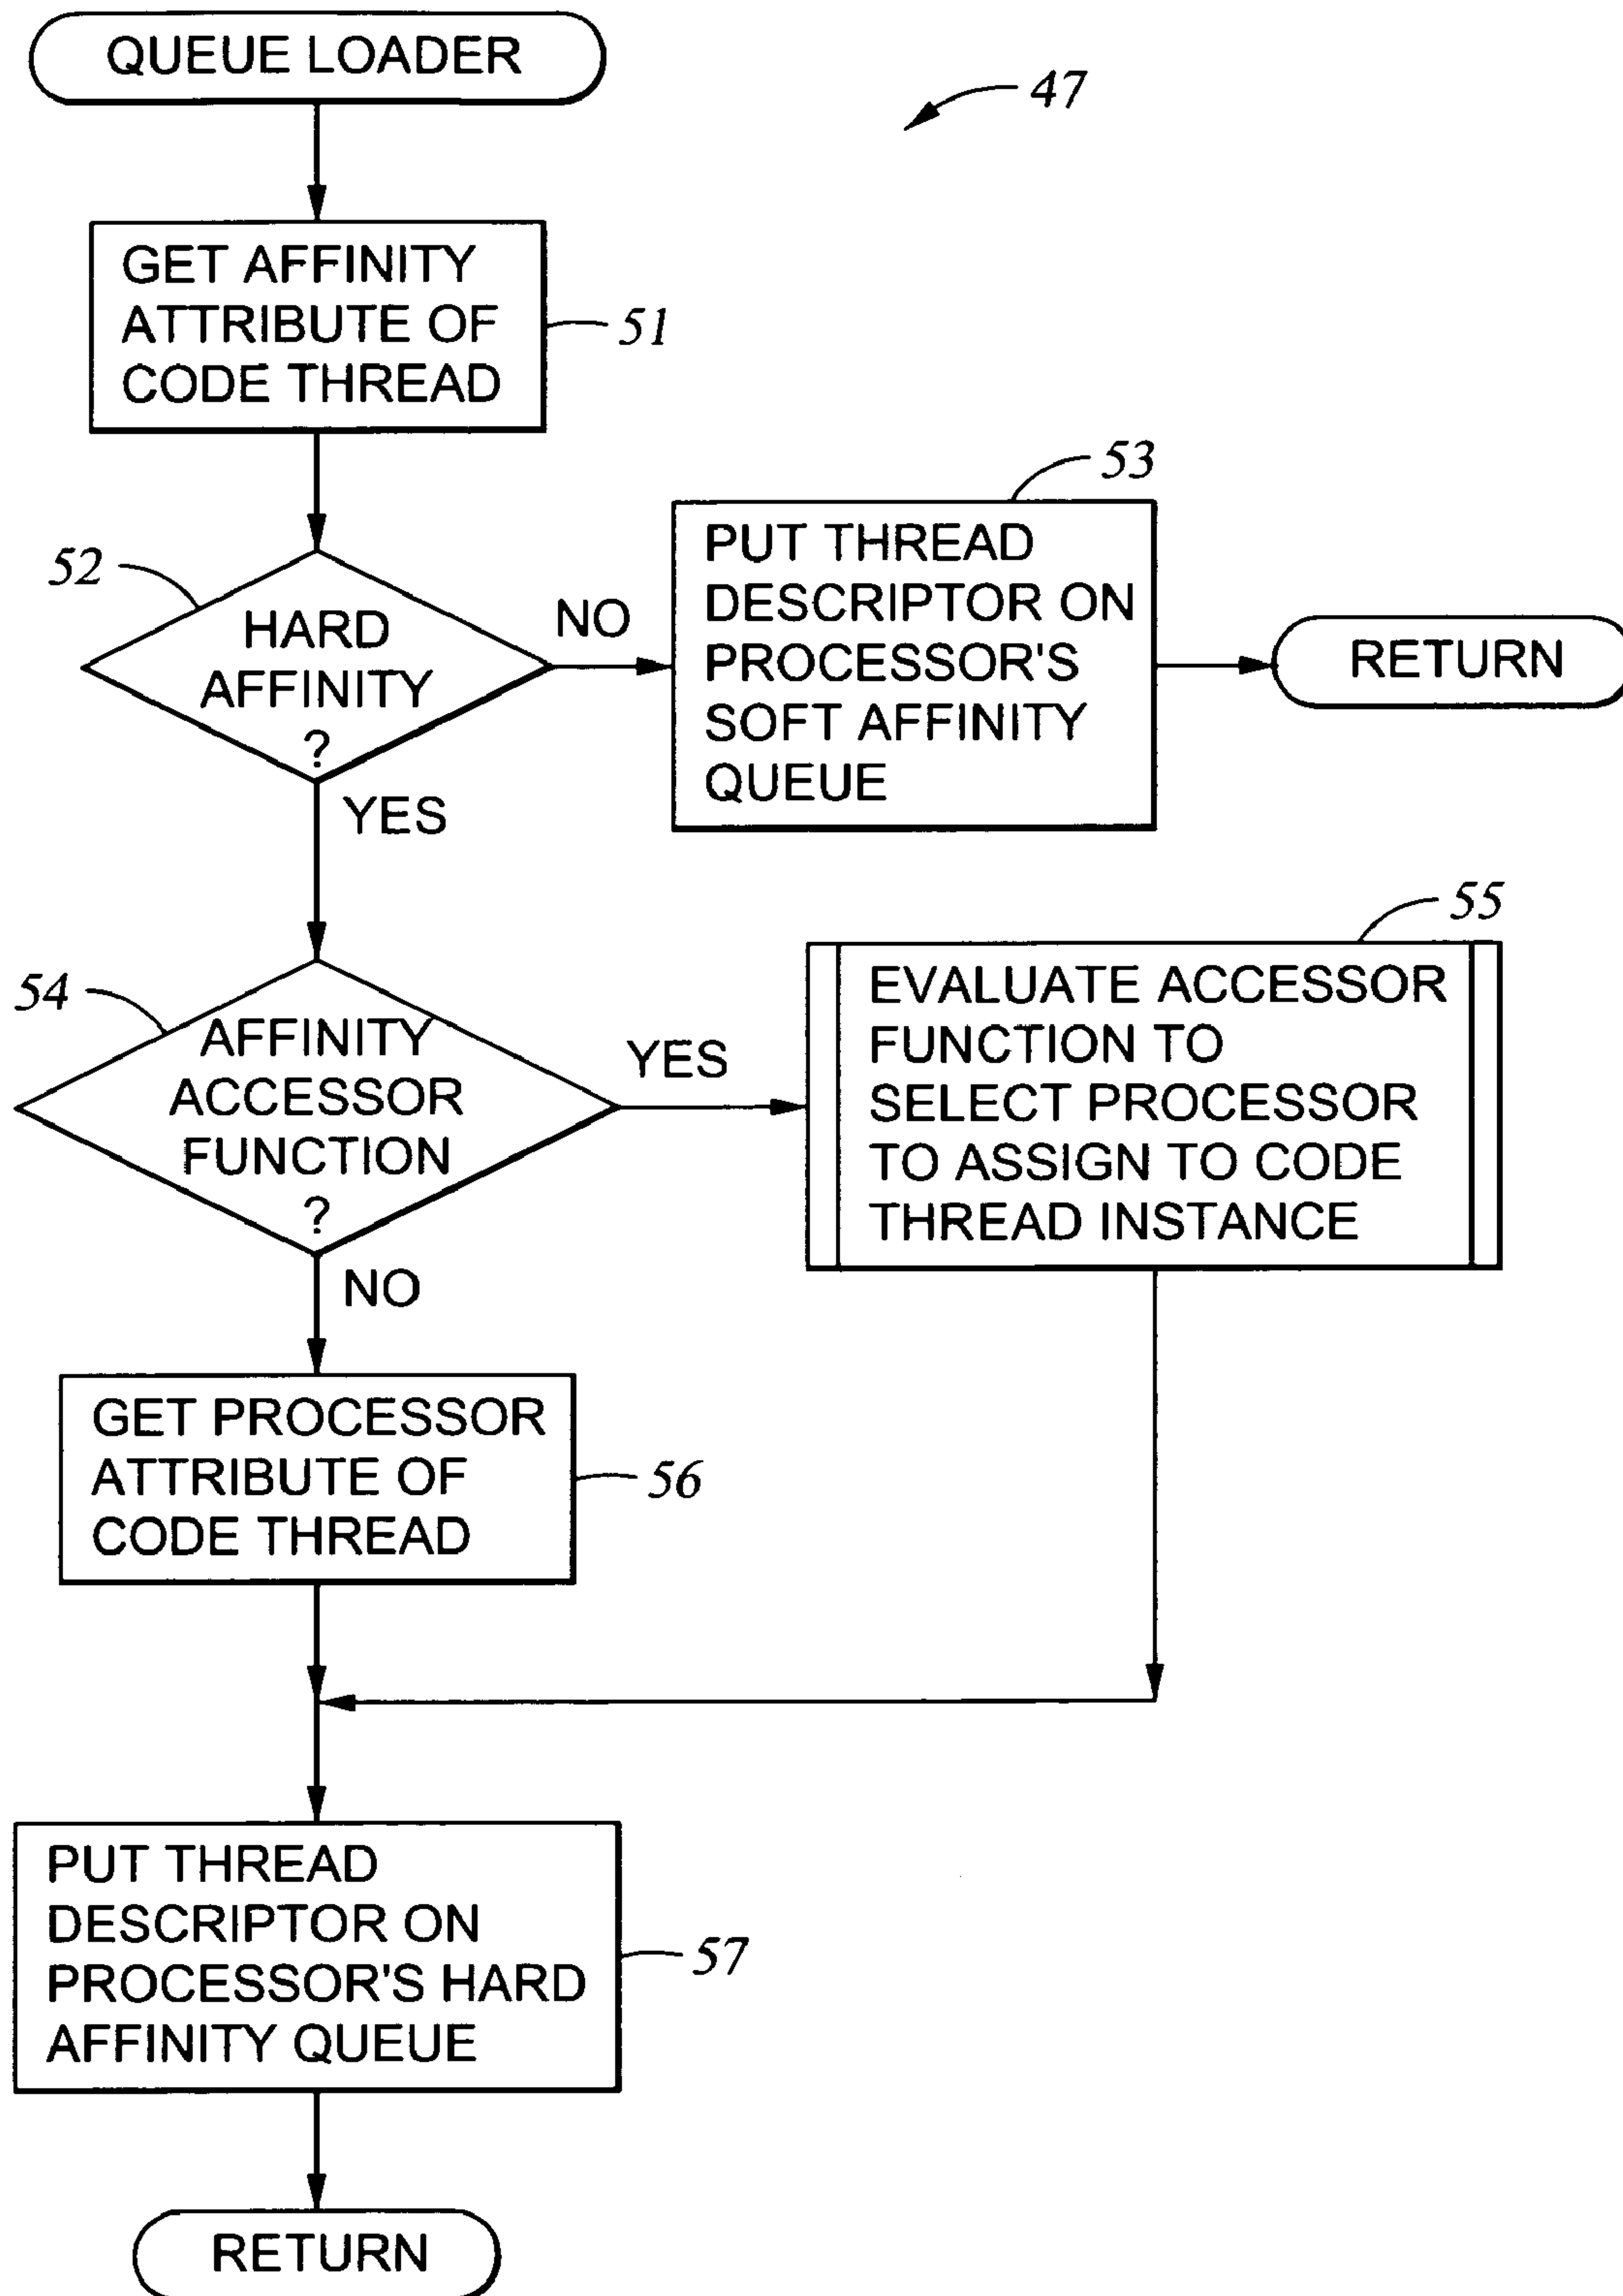 QUEUE LOADER
47
GET AFFINITY
ATTRIBUTE OF
CODE THREAD
51
52
HARD
AFFINITY
?
NO
YES
53
PUT THREAD
DESCRIPTOR ON
PROCESSOR'S
SOFT AFFINITY
QUEUE
RETURN
54
AFFINITY
ACCESSOR
FUNCTION
?
YES
NO
55
EVALUATE ACCESSOR
FUNCTION TO
SELECT PROCESSOR
TO ASSIGN TO CODE
THREAD INSTANCE
GET PROCESSOR
ATTRIBUTE OF
CODE THREAD
56
PUT THREAD
DESCRIPTOR ON
PROCESSOR'S HARD
AFFINITY QUEUE
57
RETURN